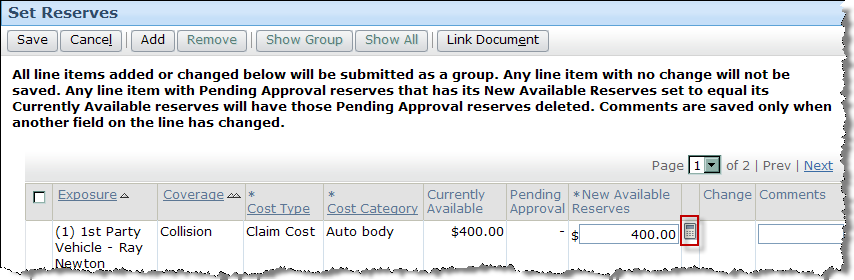 Set Reserves
Save Cancel Add Remove Show Group Show All Link Document
All line items added or changed below will be submitted as a group. Any line item with no change will not be
saved. Any line item with Pending Approval reserves that has its New Available Reserves set to equal its
Currently Available reserves will have those Pending Approval reserves deleted. Comments are saved only when
another field on the line has changed.
Page 1 of 2 | Prev | Next
Exposure Coverage * Cost Type * Cost Category Currently Available Pending Approval *New Available Reserves Change Comments
(1) 1st Party Collision Claim Cost Auto body $400.00 - $ 400.00
Vehicle - Ray
Newton